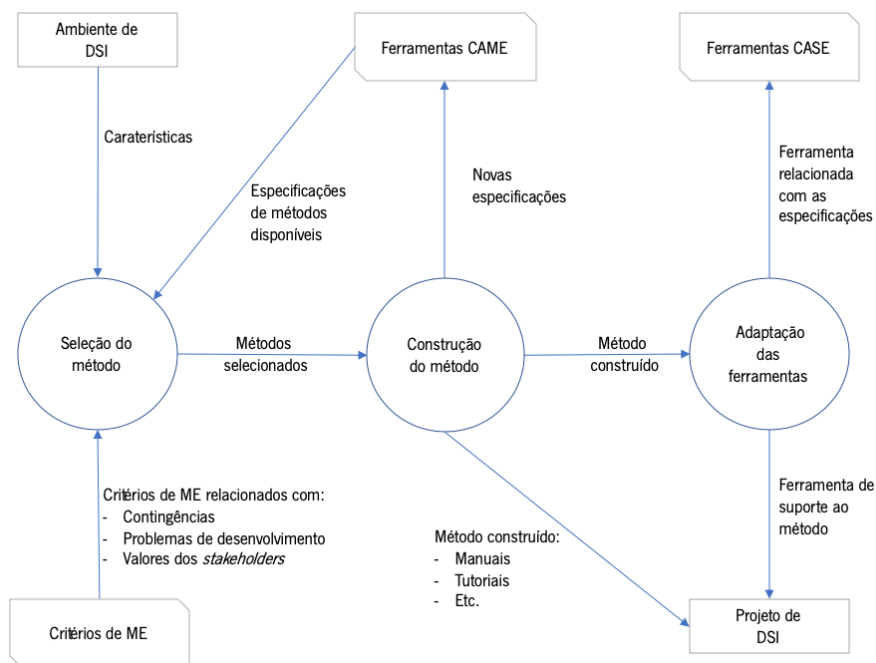 Ambiente de
DSI
Ferramentas CAME
Ferramentas CASE
Caraterísticas
Especificações
de métodos
disponíveis
Novas
especificações
Ferramenta
relacionada
com as
especificações
Seleção do
método
Métodos
selecionados
Construção
do método
Método
construído
Adaptação
das
ferramentas
Critérios de ME relacionados com:
- Contingências
- Problemas de desenvolvimento
- Valores dos stakeholders
Método construído:
- Manuais
- Tutoriais
- Etc.
Ferramenta de
suporte ao
método
Critérios de ME
Projeto de
DSI